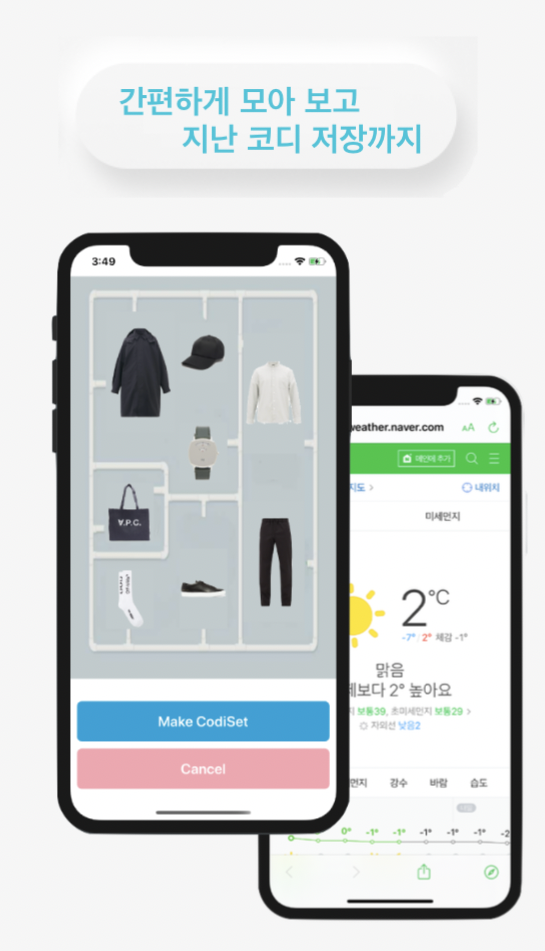 간편하게 모아 보고
지난 코디 저장까지
3:49
V.P.C.
Make CodiSet
Cancel
weather.naver.com
AA
메인에 추가
지도 >
내위치
미세먼지
2°C
-7° / 2° 체감 -1°
맑음
보다 2° 높아요
보통39, 초미세먼지 보통29 >
자외선 낮음2
먼지 강수 바람 습도
0° -1° -1° -1° -1° -1° -2